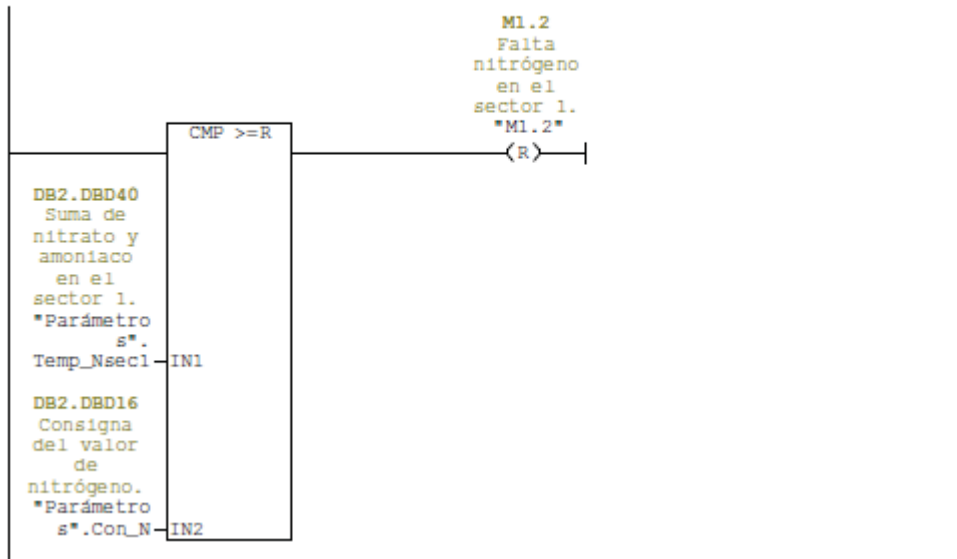 M1.2
Falta
nitrógeno
en el
sector 1.
"M1.2"
CMP >=R
(R)
DB2.DBD40
Suma de
nitrato y
amoniaco
en el
sector 1.
"Parámetro
s".
Temp_Nsec1
IN1
DB2.DBD16
Consigna
del valor
de
nitrógeno.
"Parámetro
s".Con_N
IN2